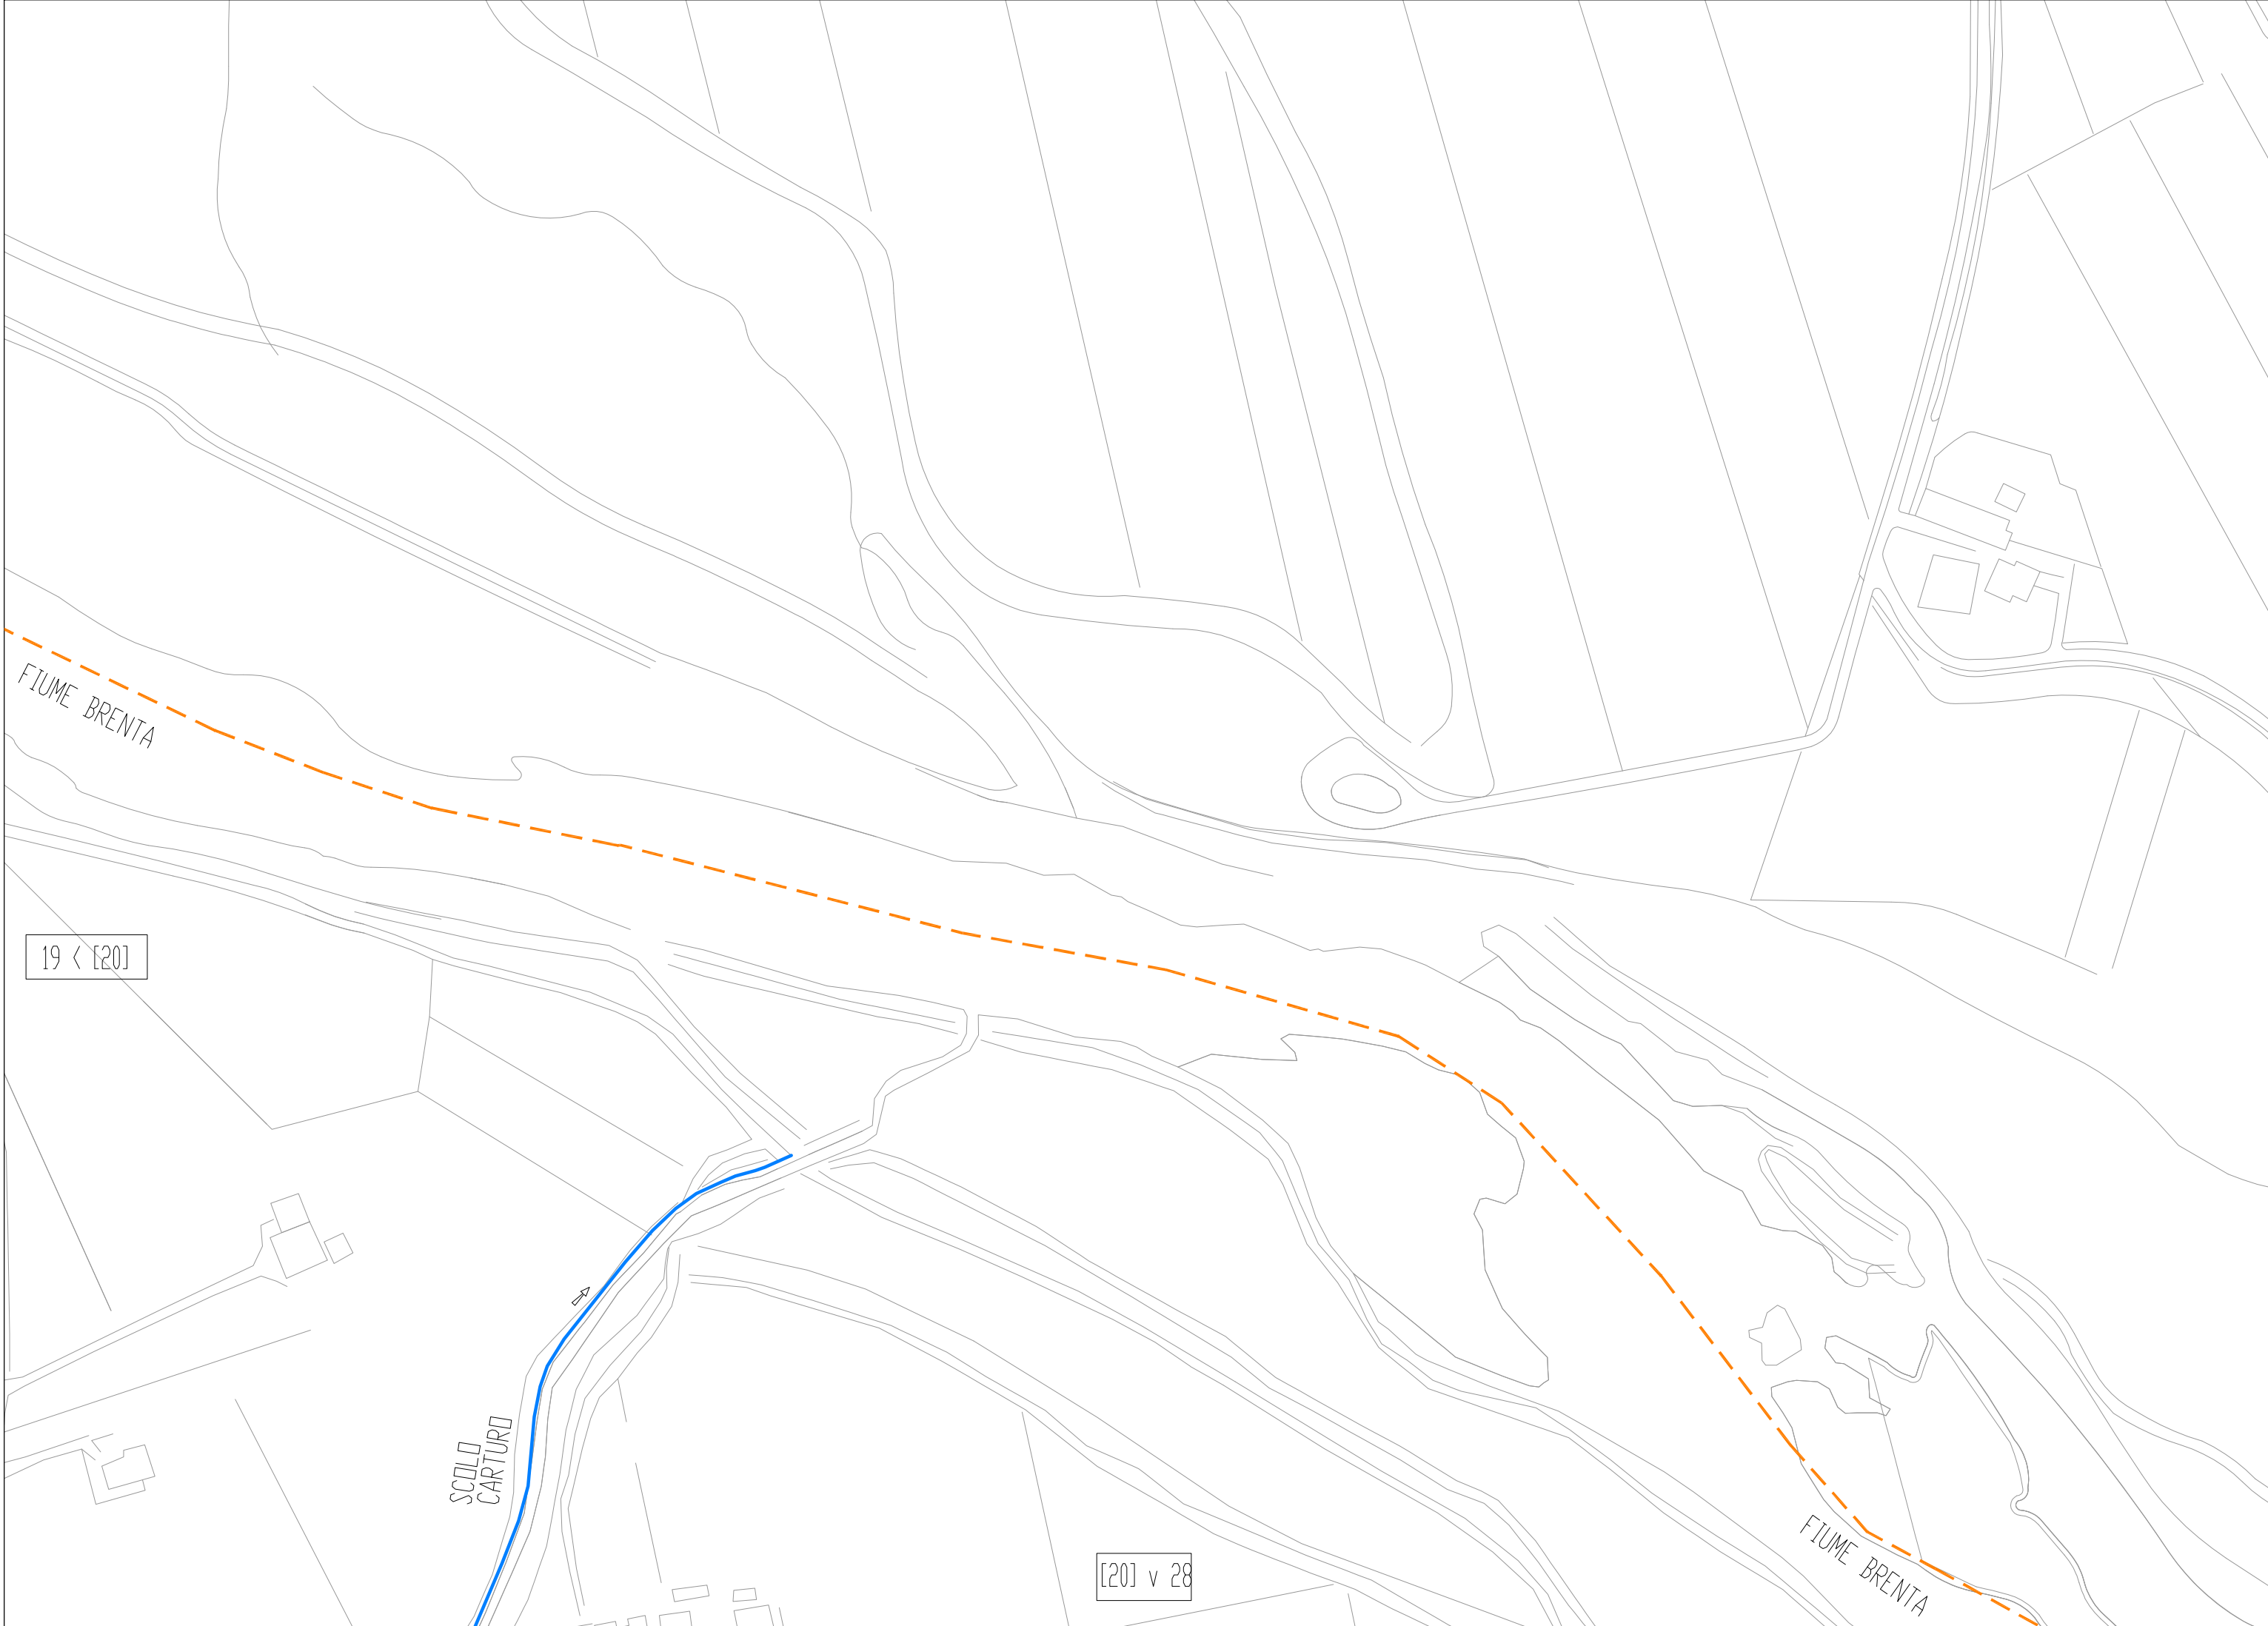 FIUME BRENTA
19 < [20]
SCOLO
CARTURO
[20] v 28
FIUME BRENTA